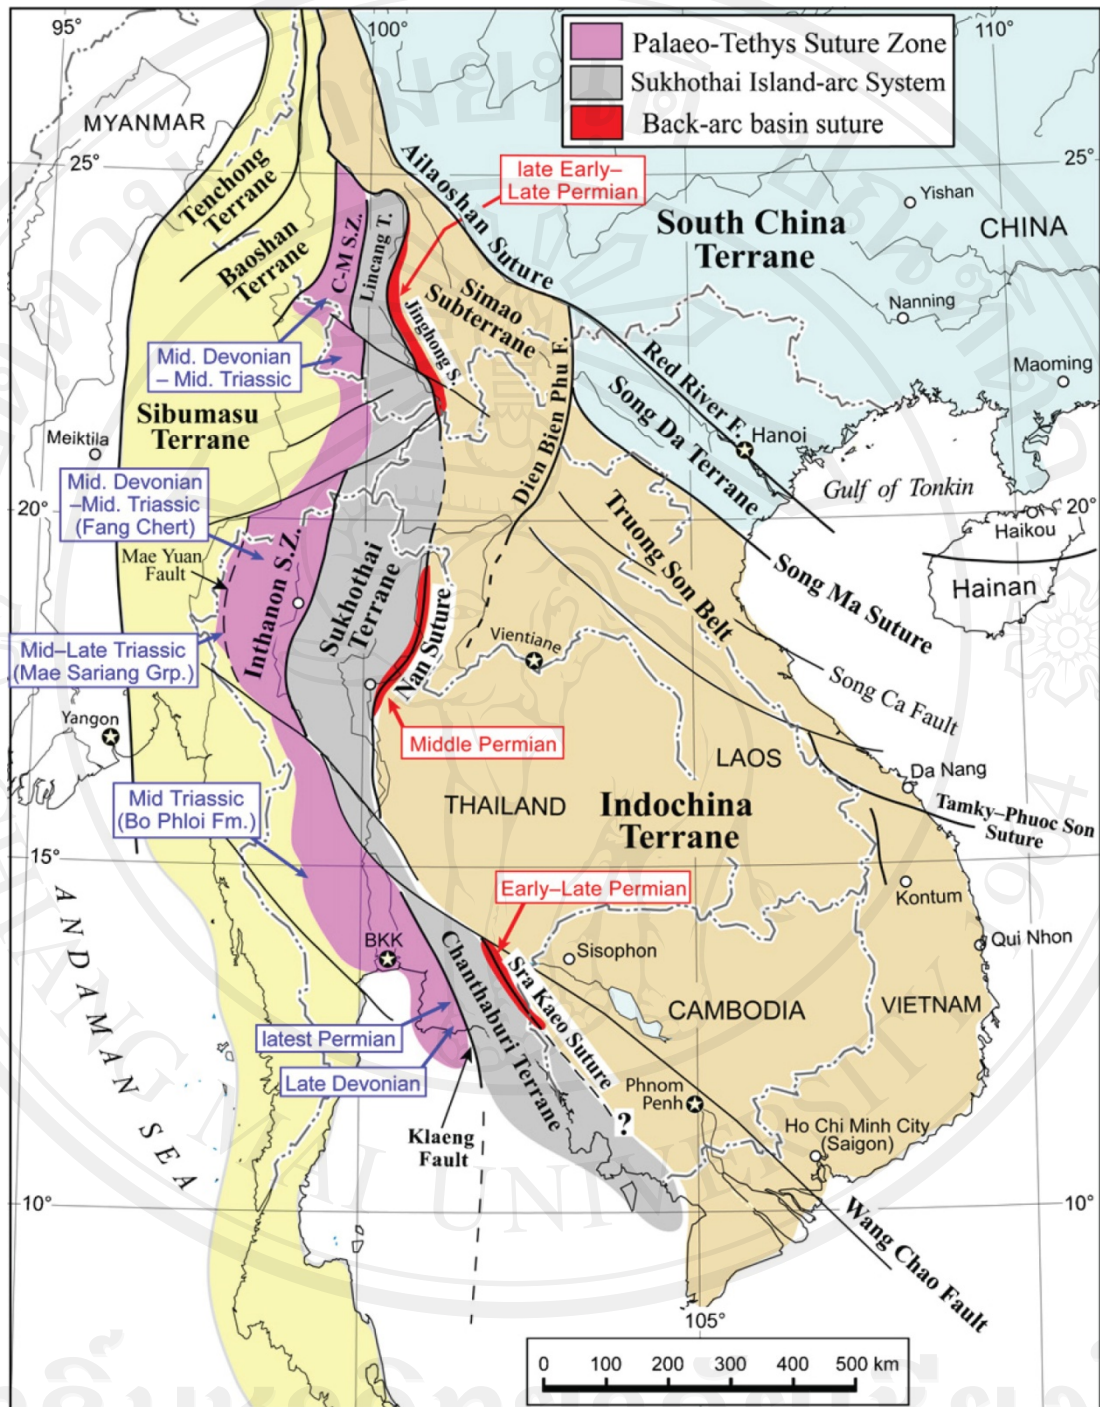 95°
100°
110°
Palaeo-Tethys Suture Zone
Sukhothai Island-arc System
Back-arc basin suture
MYANMAR
25°
25°
Tenchong
Terrane
Baoshan
Terrane
C-M S.Z.
Lincang T.
Ailaoshan Suture
late Early–
Late Permian
South China
Terrane
Yishan
CHINA
Nanning
Maoming
Simao
Subterrane
Jinghong S.
Mid. Devonian
– Mid. Triassic
Sibumasu
Terrane
Meiktila
Dien Bien Phu F.
Red River F.
Song Da Terrane
Hanoi
Gulf of Tonkin
20°
20°
Haikou
Hainan
Mid. Devonian
–Mid. Triassic
(Fang Chert)
Mae Yuan
Fault
Inthanon S.Z.
Sukhothai
Terrane
Nan Suture
Truong Son Belt
Song Ma Suture
Song Ca Fault
Vientiane
Mid–Late Triassic
(Mae Sariang Grp.)
Yangon
Middle Permian
LAOS
Da Nang
Tamky–Phuoc Son
Suture
Mid Triassic
(Bo Phloi Fm.)
THAILAND
Indochina
Terrane
15°
Early–Late Permian
Kontum
Qui Nhon
ANDAMAN SEA
BKK
Chanthaburi Terrane
Sisophon
Sra Kaeo Suture
CAMBODIA
VIETNAM
latest Permian
Late Devonian
Klaeng
Fault
Phnom
Penh
?
Ho Chi Minh City
(Saigon)
10°
10°
Wang Chao Fault
105°
0 100 200 300 400 500 km